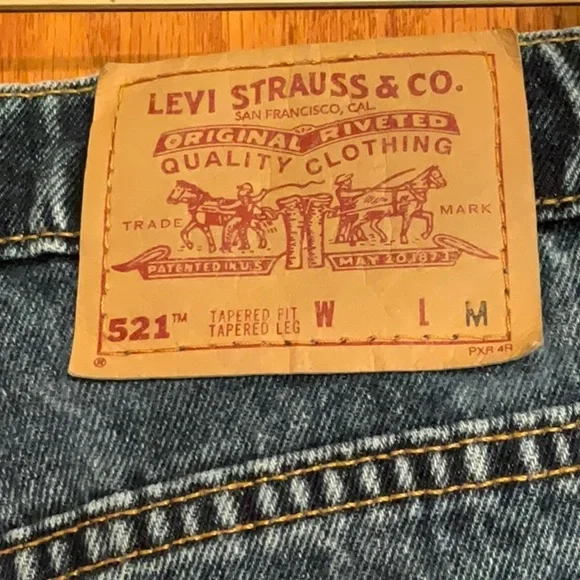 LEVI STRAUSS & CO.
SAN FRANCISCO, CAL.
ORIGINAL RIVETED
QUALITY CLOTHING
TRADE MARK
PATENTED IN U.S. MAY 20 1873
521™ TAPERED FIT W L M
TAPERED LEG
® PXR 4R